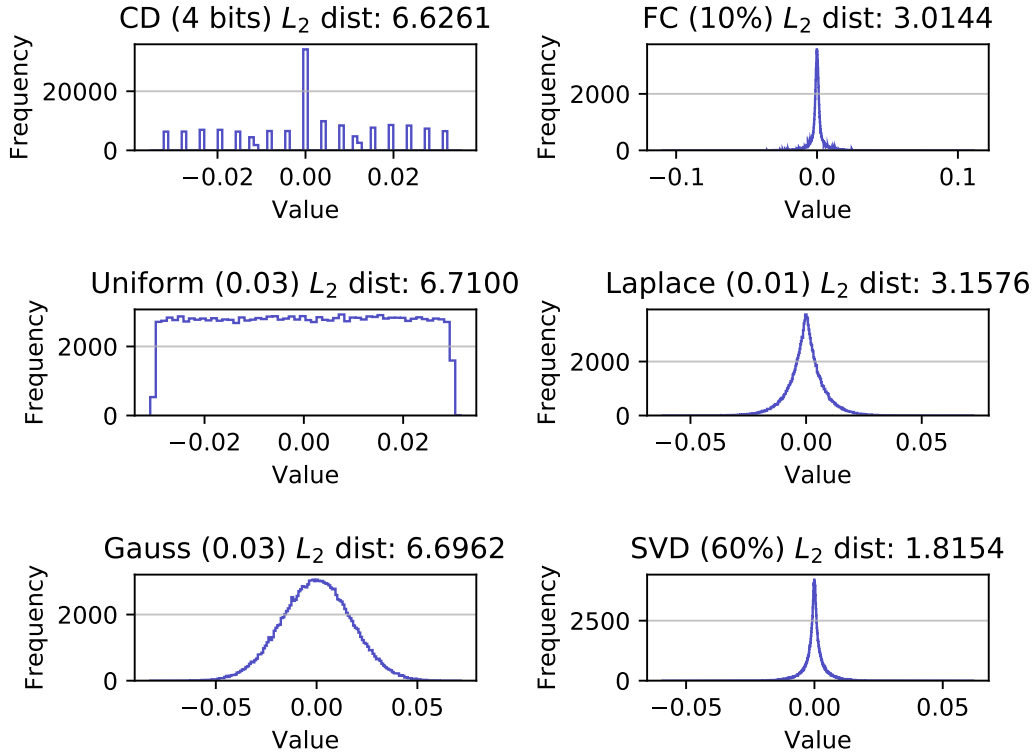 CD (4 bits) L₂ dist: 6.6261
Frequency
20000
0
−0.02 0.00 0.02
Value
FC (10%) L₂ dist: 3.0144
Frequency
2000
0
−0.1 0.0 0.1
Value
Uniform (0.03) L₂ dist: 6.7100
Frequency
2000
0
−0.02 0.00 0.02
Value
Laplace (0.01) L₂ dist: 3.1576
Frequency
2000
0
−0.05 0.00 0.05
Value
Gauss (0.03) L₂ dist: 6.6962
Frequency
2000
0
−0.05 0.00 0.05
Value
SVD (60%) L₂ dist: 1.8154
Frequency
2500
0
−0.05 0.00 0.05
Value